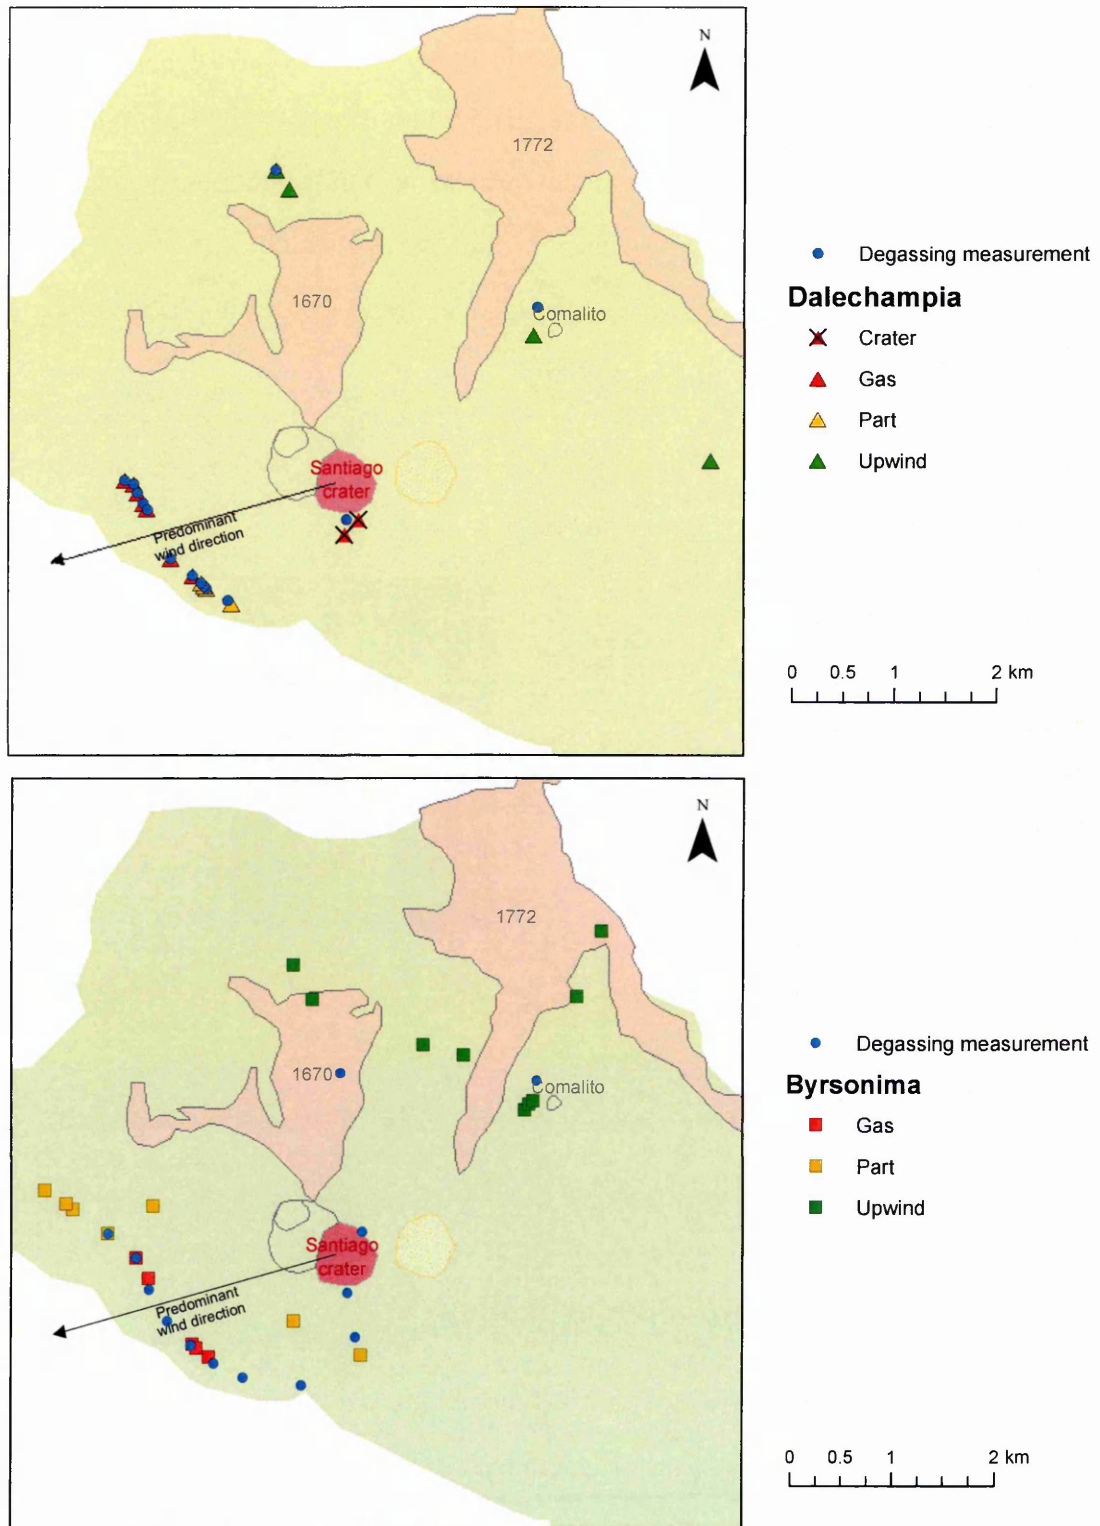 N
1772
1670
Comalito
Santiago
crater
Predominant
wind direction
Degassing measurement
Dalechampia
Crater
Gas
Part
Upwind
0 0.5 1 2 km
N
1772
1670
Comalito
Santiago
crater
Predominant
wind direction
Degassing measurement
Byrsonima
Gas
Part
Upwind
0 0.5 1 2 km